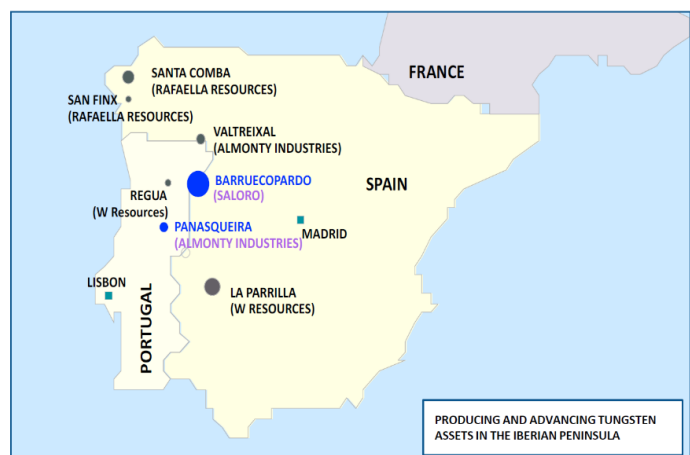 SANTA COMBA
(RAFAELLA RESOURCES)
FRANCE
SAN FINX
(RAFAELLA RESOURCES)
VALTREIXAL
(ALMONTY INDUSTRIES)
BARRUECOPARDO
(SALORO)
SPAIN
REGUA
(W Resources)
PANASQUEIRA
(ALMONTY INDUSTRIES)
MADRID
LISBON
LA PARRILLA
(W RESOURCES)
PORTUGAL
PRODUCING AND ADVANCING TUNGSTEN
ASSETS IN THE IBERIAN PENINSULA